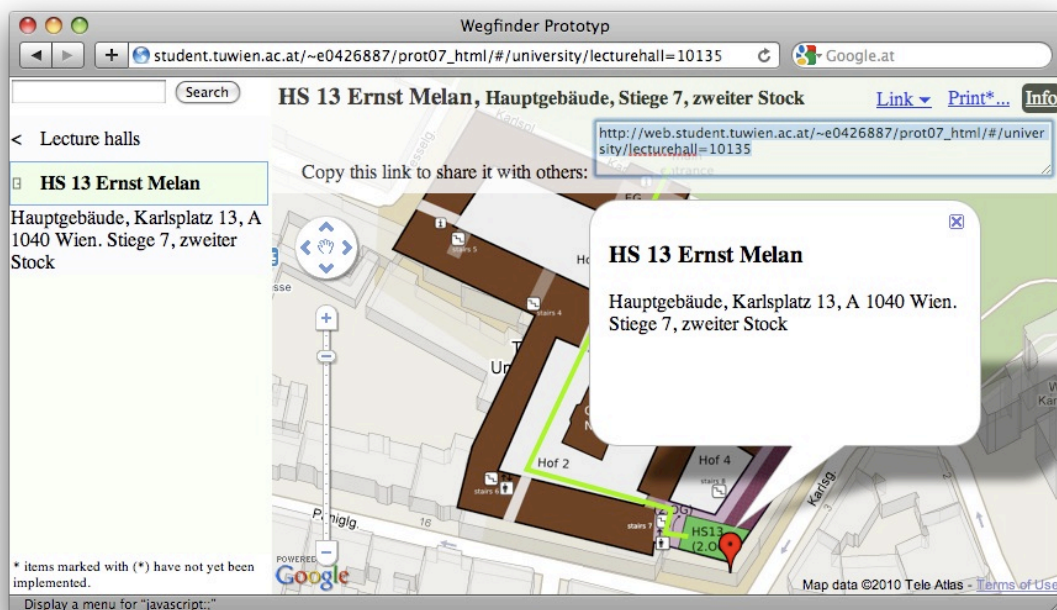 Wegfinder Prototyp
student.tuwien.ac.at/~e0426887/prot07_html/#/university/lecturehall=10135
Google.at
Search
HS 13 Ernst Melan, Hauptgebäude, Stiege 7, zweiter Stock
Link
Print*...
Info
< Lecture halls
http://web.student.tuwien.ac.at/~e0426887/prot07_html/#/univer
sity/lecturehall=10135
Copy this link to share it with others:
HS 13 Ernst Melan
Hauptgebäude, Karlsplatz 13, A
1040 Wien. Stiege 7, zweiter
Stock
entrance
EG
stairs 5
stairs 4
HS 13 Ernst Melan
Hauptgebäude, Karlsplatz 13, A 1040 Wien.
Stiege 7, zweiter Stock
Hof 2
Hof 4
stairs 6
stairs 8
stairs 7
HS13
Karlsg.
Paniglg.
16
3
2
POWERED
Google
Map data ©2010 Tele Atlas - Terms of Use
* items marked with (*) have not yet been
implemented.
Display a menu for "javascript:;"